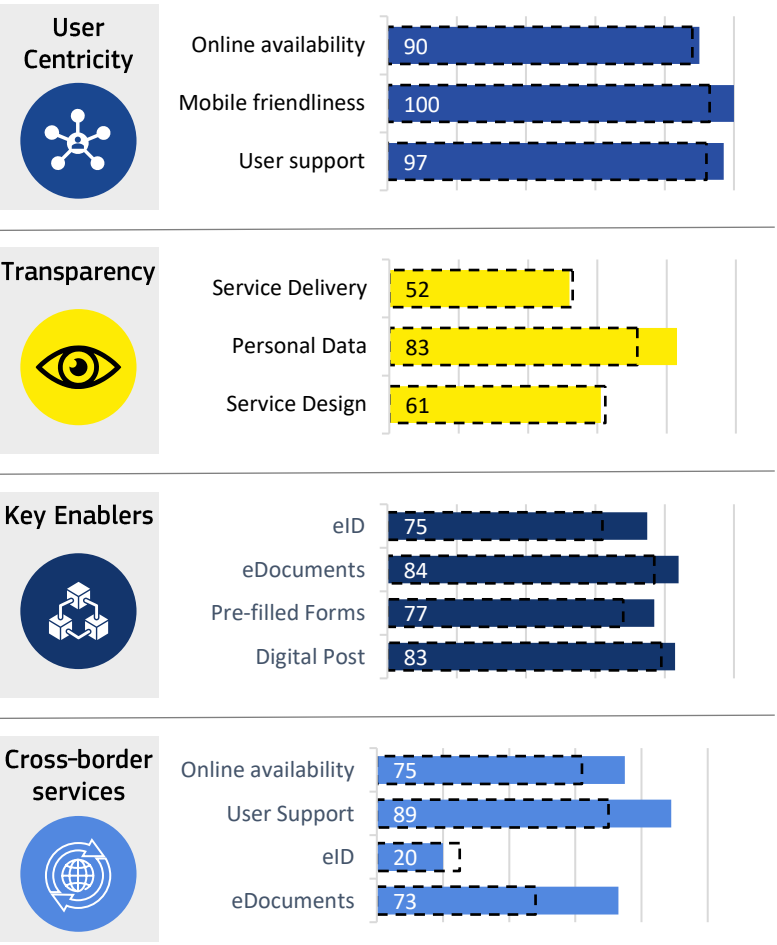 User
Centricity
Online availability 90
Mobile friendliness 100
User support 97
Transparency
Service Delivery 52
Personal Data 83
Service Design 61
Key Enablers
eID 75
eDocuments 84
Pre-filled Forms 77
Digital Post 83
Cross-border
services
Online availability 75
User Support 89
eID 20
eDocuments 73